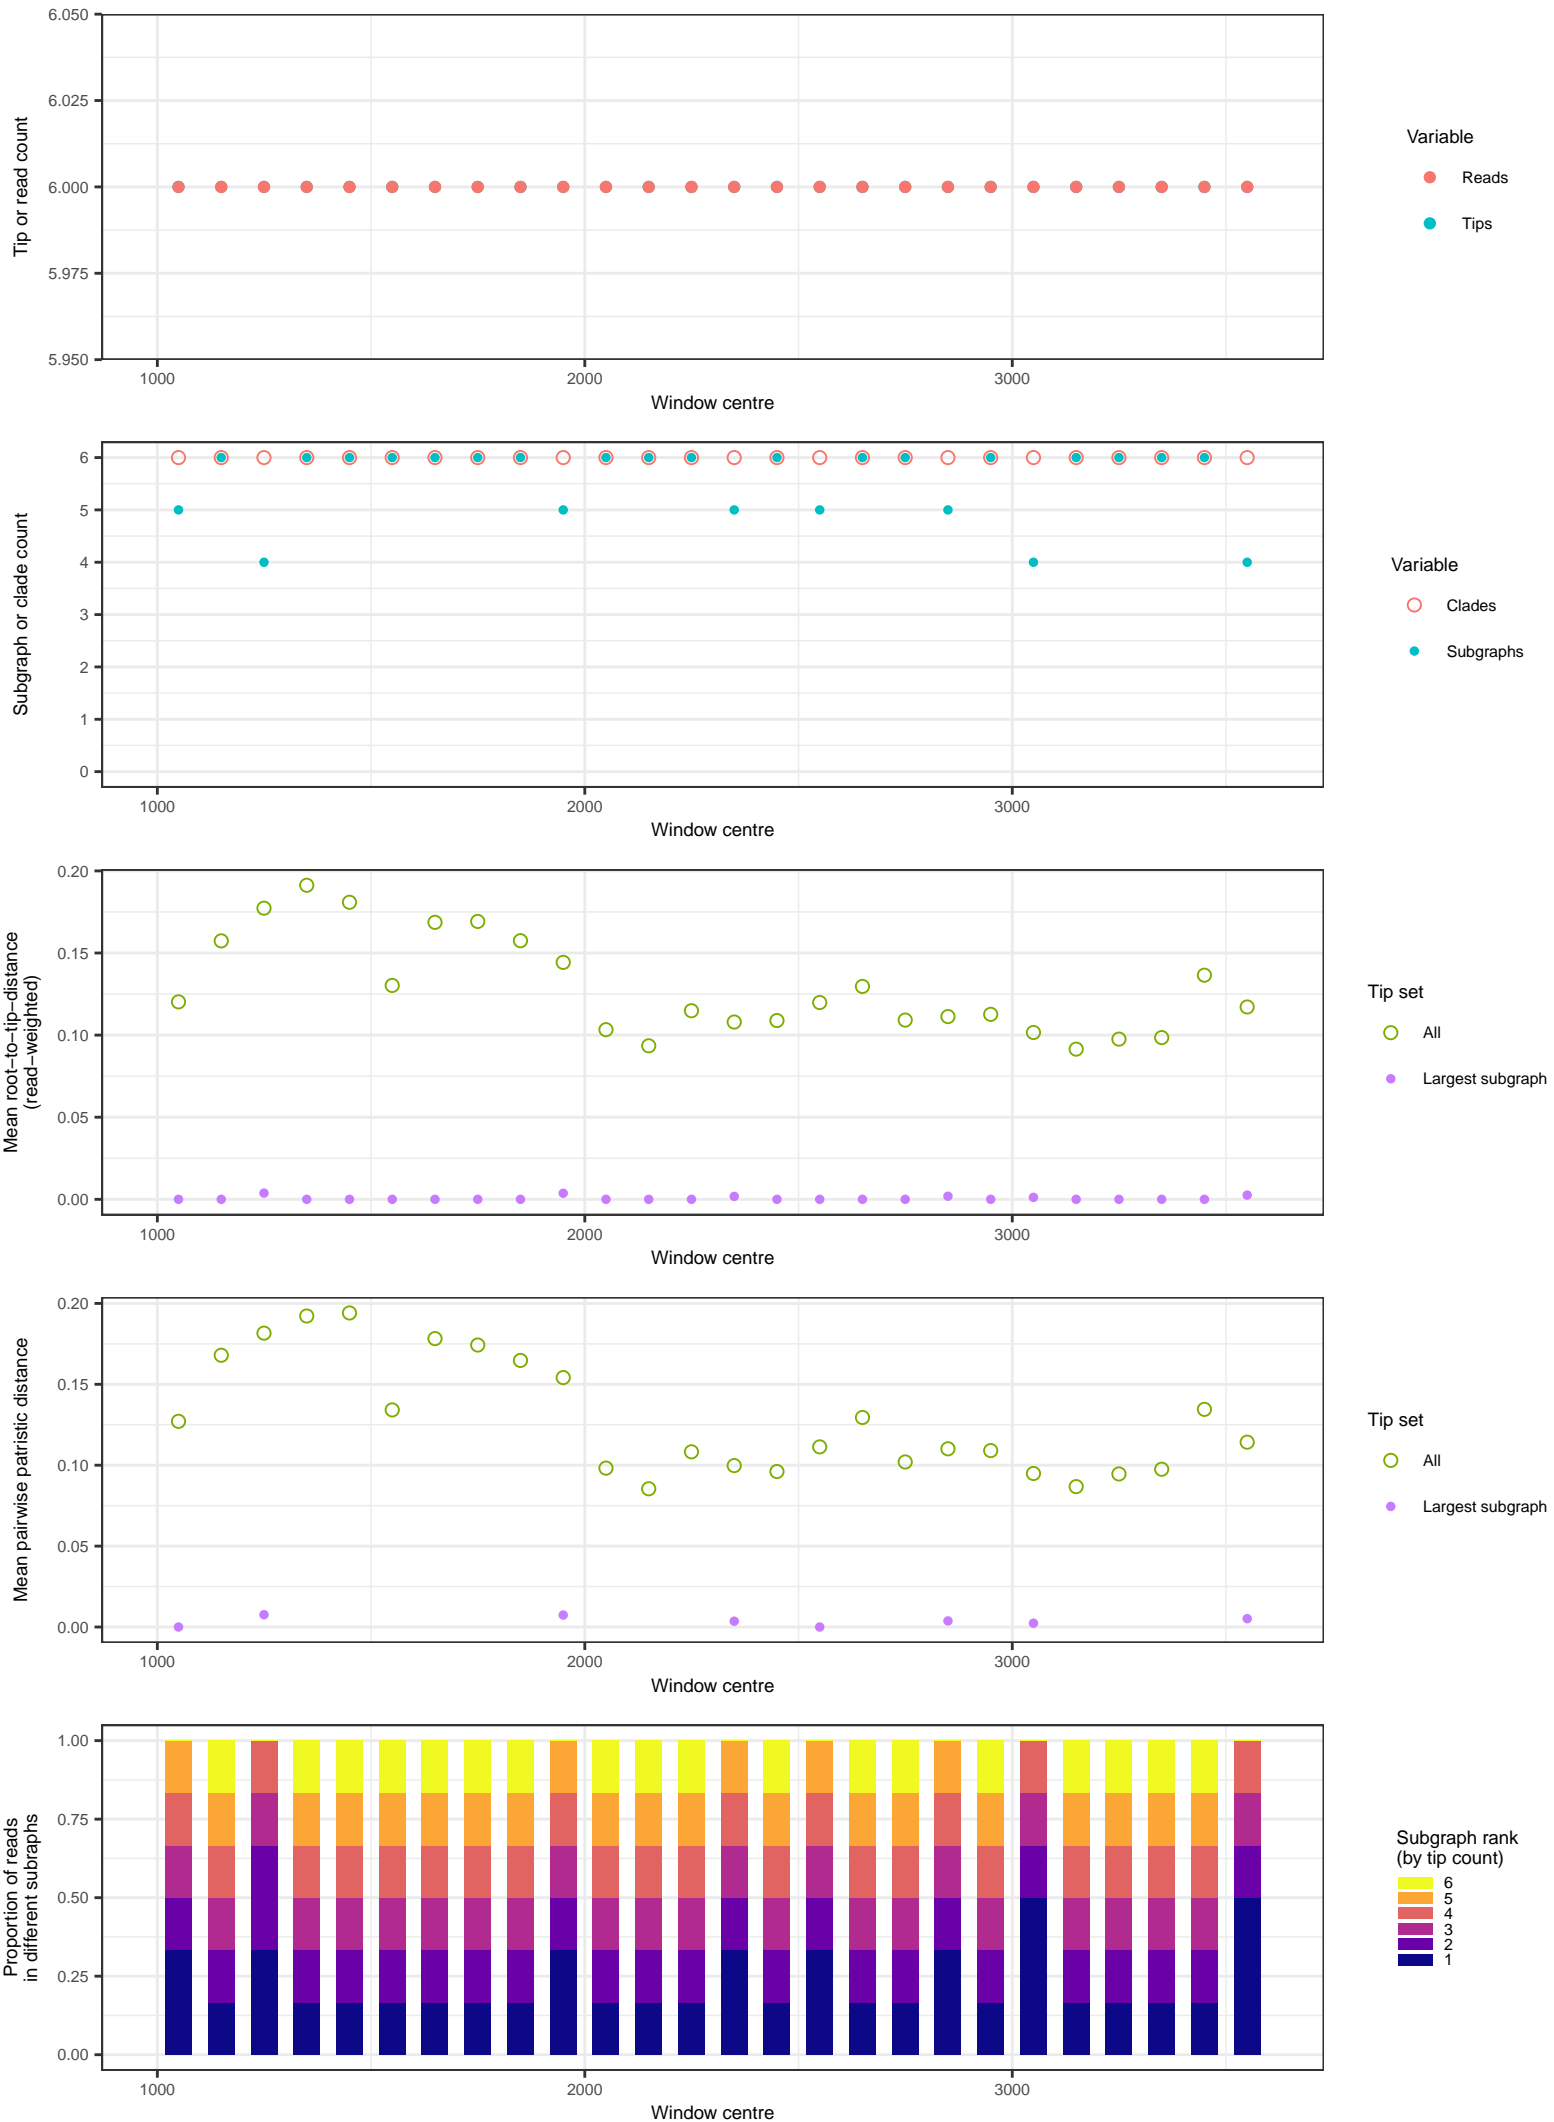 6.050
6.025
6.000
5.975
5.950
Tip or read count
1000 2000 3000
Window centre
Variable
Reads
Tips
6
5
4
3
2
1
0
Subgraph or clade count
1000 2000 3000
Window centre
Variable
Clades
Subgraphs
0.20
0.15
0.10
0.05
0.00
Mean root−to−tip−distance
(read−weighted)
1000 2000 3000
Window centre
Tip set
All
Largest subgraph
0.20
0.15
0.10
0.05
0.00
Mean pairwise patristic distance
1000 2000 3000
Window centre
Tip set
All
Largest subgraph
1.00
0.75
0.50
0.25
0.00
Proportion of reads
in different subraphs
1000 2000 3000
Window centre
Subgraph rank
(by tip count)
6
5
4
3
2
1